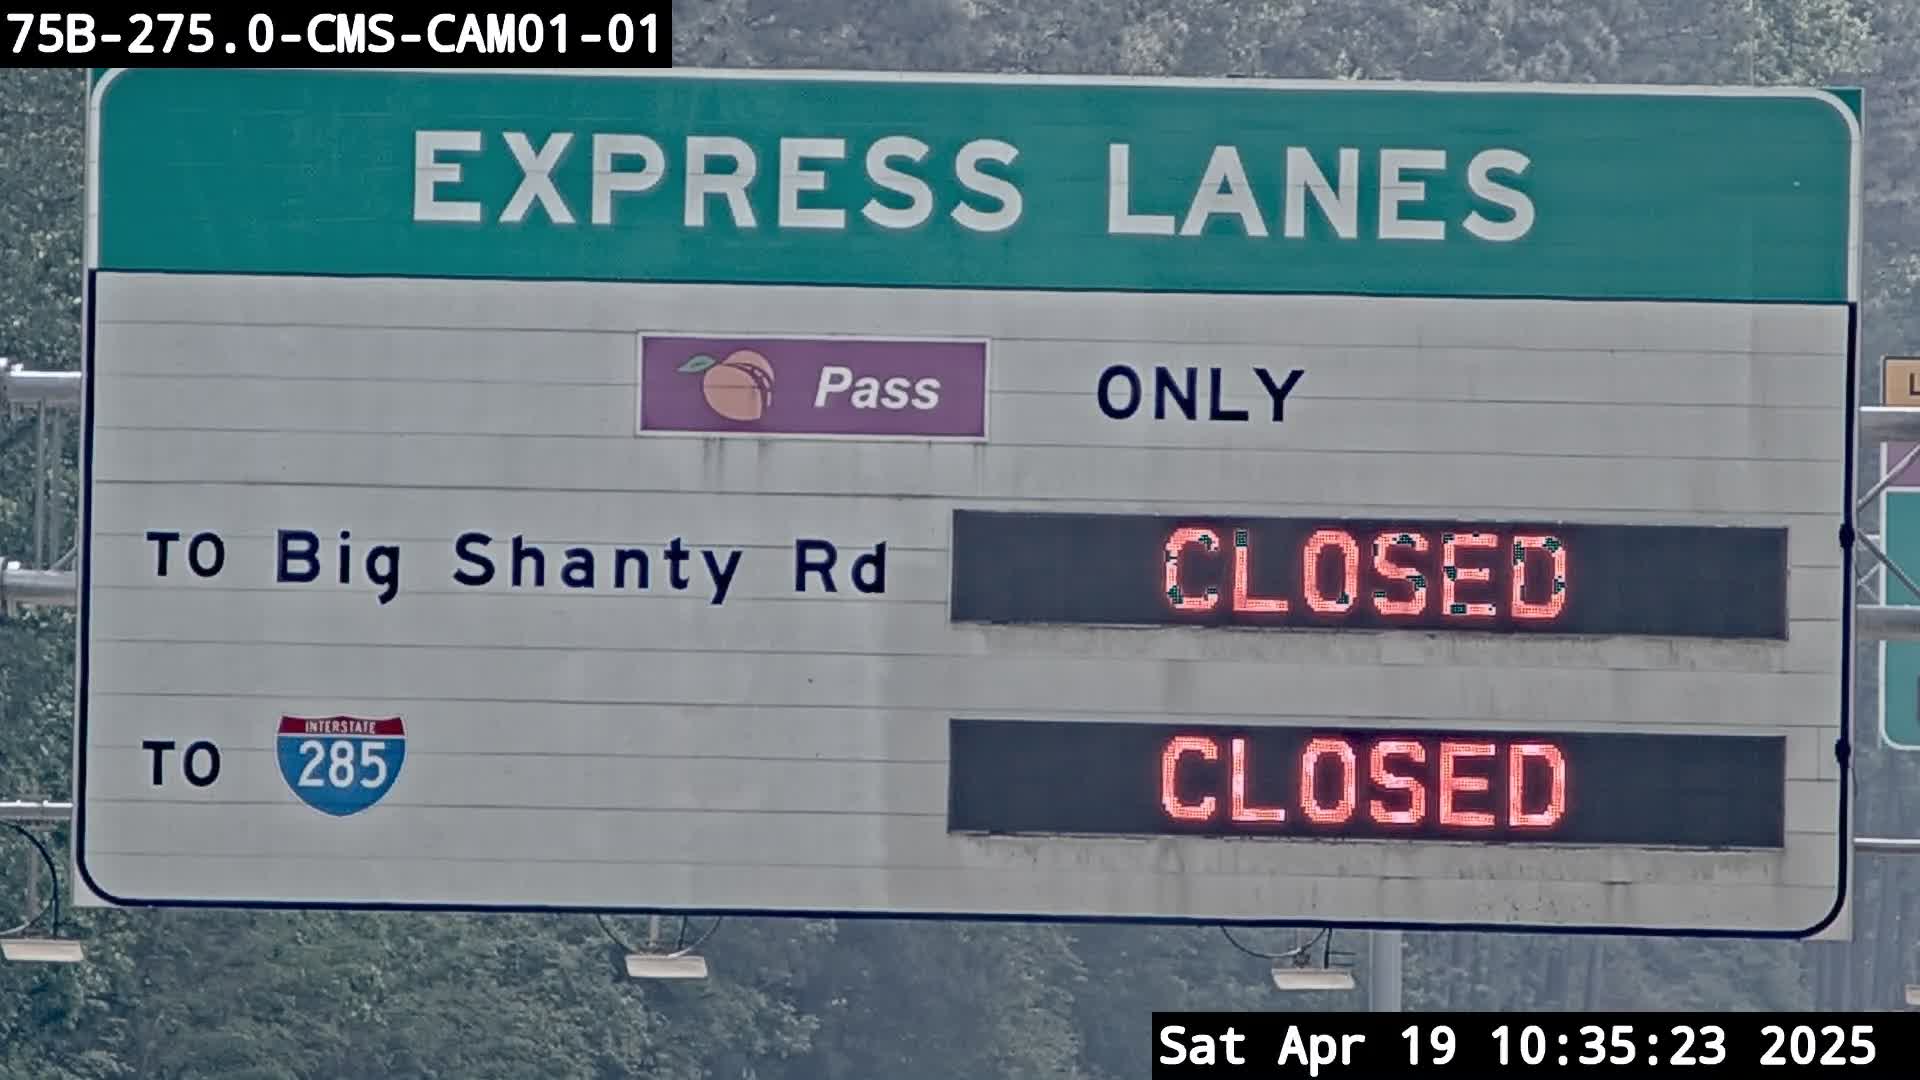 75B-275.0-CMS-CAM01-01
EXPRESS LANES
Pass ONLY
TO Big Shanty Rd CLOSED
TO INTERSTATE 285 CLOSED
Sat Apr 19 10:35:23 2025